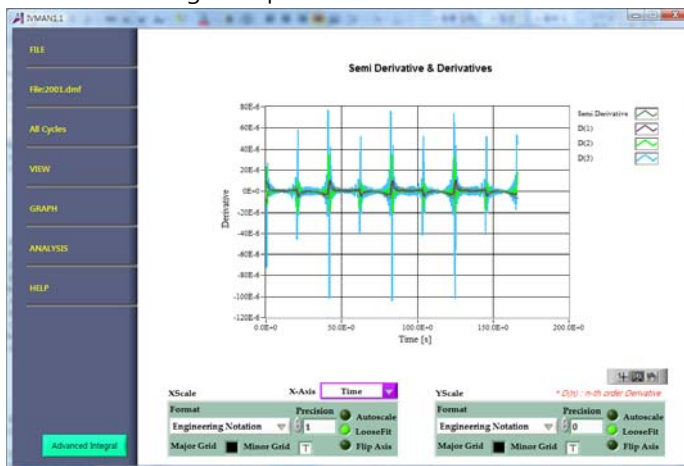 IVMAN1.1
FILE
File:2001.dmf
All Cycles
VIEW
GRAPH
ANALYSIS
HELP
Advanced Integral
Semi Derivative & Derivatives
Semi Derivative
D(1)
D(2)
D(3)
Derivative
80E-6
60E-6
40E-6
20E-6
0E+0
-20E-6
-40E-6
-60E-6
-80E-6
-100E-6
-120E-6
0.0E+0
50.0E+0
100.0E+0
150.0E+0
200.0E+0
Time [s]
XScale
X-Axis
Time
Format
Precision
Engineering Notation
1
Autoscale
LooseFit
Flip Axis
Major Grid
Minor Grid
T
YScale
* D(n) : n-th order Derivative
Format
Precision
Engineering Notation
0
Autoscale
LooseFit
Flip Axis
Major Grid
Minor Grid
T